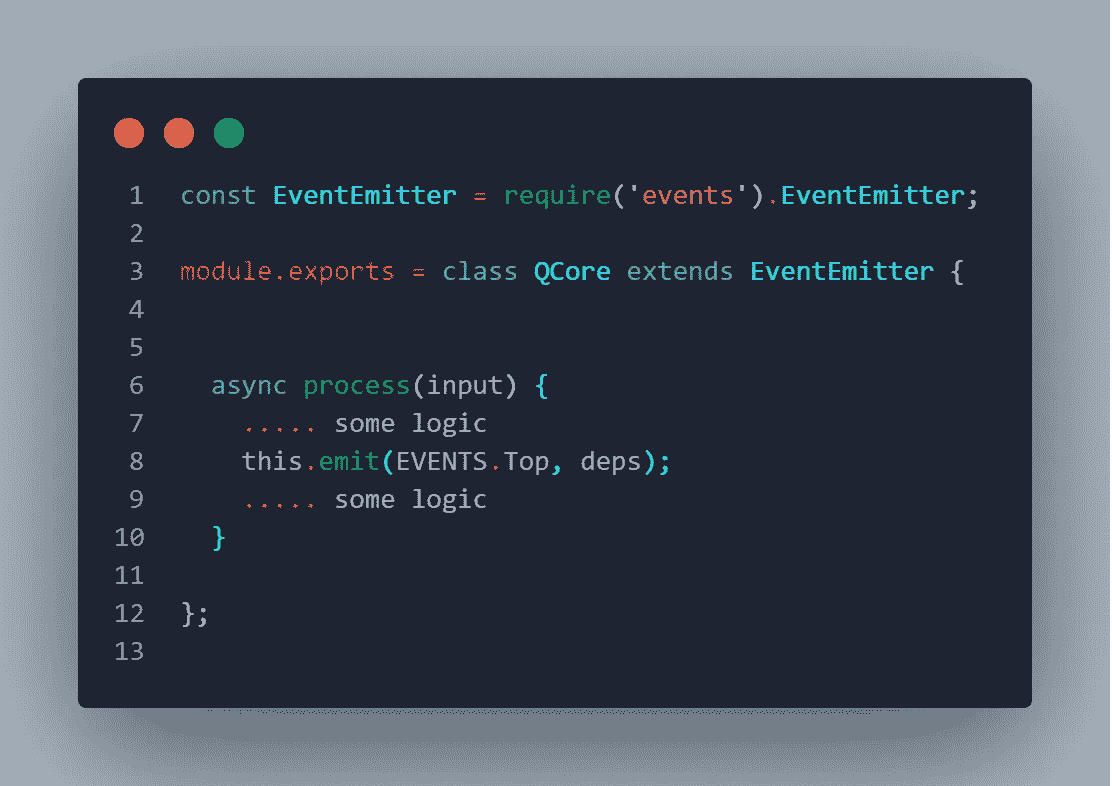 1 const EventEmitter = require('events').EventEmitter;
2
3 module.exports = class QCore extends EventEmitter {
4
5
6 async process(input) {
7 ..... some logic
8 this.emit(EVENTS.Top, deps);
9 ..... some logic
10 }
11
12 };
13